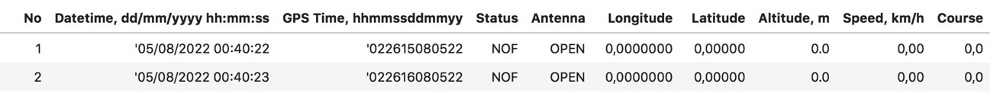 No Datetime, dd/mm/yyyy hh:mm:ss GPS Time, hhmmssddmmyy Status Antenna Longitude Latitude Altitude, m Speed, km/h Course
1 '05/08/2022 00:40:22 '022615080522 NOF OPEN 0,0000000 0,00000 0.0 0,00 0,0
2 '05/08/2022 00:40:23 '022616080522 NOF OPEN 0,0000000 0,00000 0.0 0,00 0,0